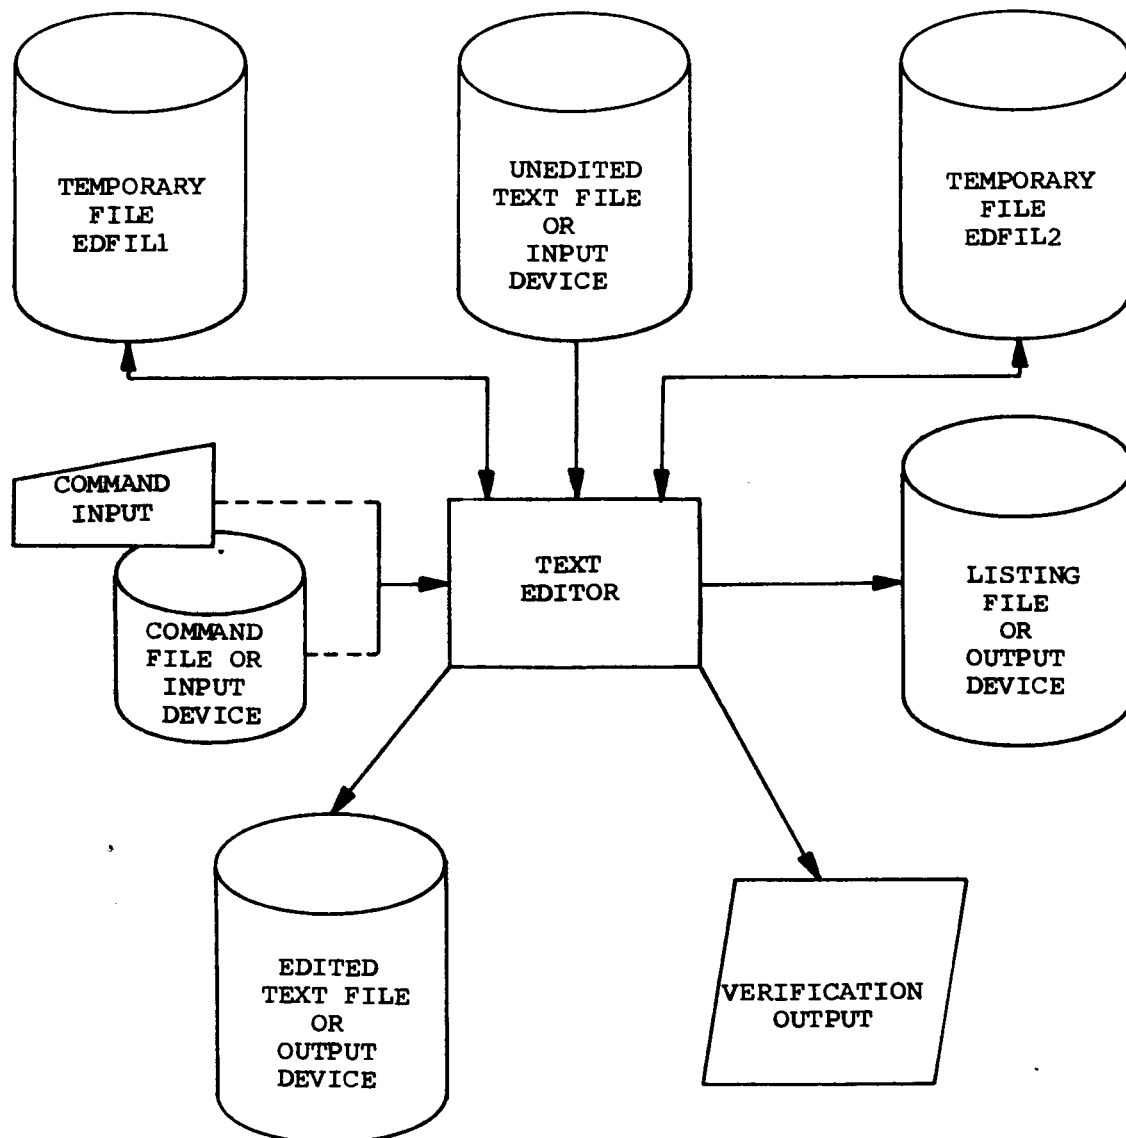 TEMPORARY
FILE
EDFIL1
UNEDITED
TEXT FILE
OR
INPUT
DEVICE
TEMPORARY
FILE
EDFIL2
COMMAND
INPUT
COMMAND
FILE OR
INPUT
DEVICE
TEXT
EDITOR
LISTING
FILE
OR
OUTPUT
DEVICE
EDITED
TEXT FILE
OR
OUTPUT
DEVICE
VERIFICATION
OUTPUT